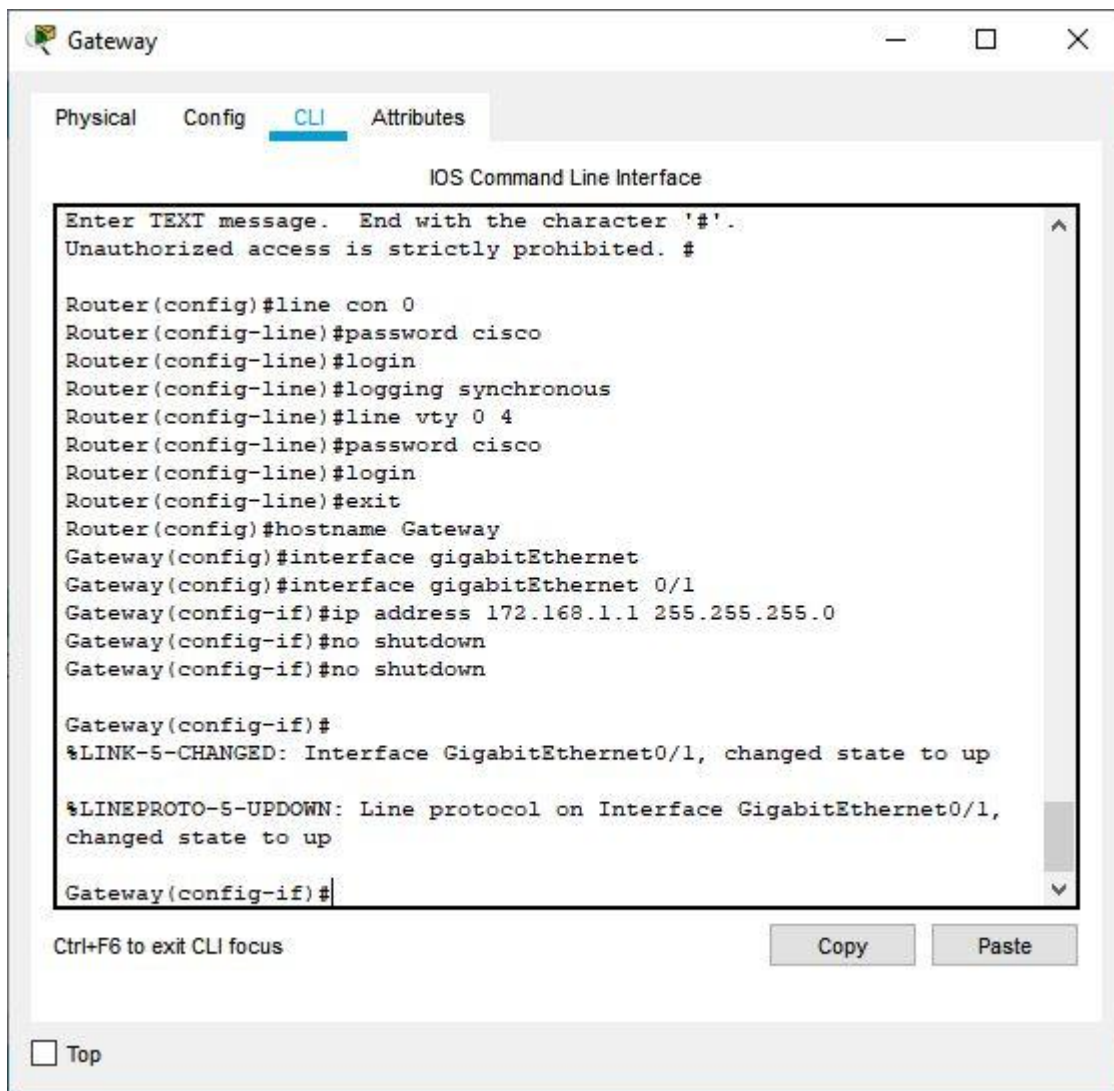 Gateway
Physical Config CLI Attributes
IOS Command Line Interface
Enter TEXT message.  End with the character '#'.
Unauthorized access is strictly prohibited. #
Router(config)#line con 0
Router(config-line)#password cisco
Router(config-line)#login
Router(config-line)#logging synchronous
Router(config-line)#line vty 0 4
Router(config-line)#password cisco
Router(config-line)#login
Router(config-line)#exit
Router(config)#hostname Gateway
Gateway(config)#interface gigabitEthernet
Gateway(config)#interface gigabitEthernet 0/1
Gateway(config-if)#ip address 172.168.1.1 255.255.255.0
Gateway(config-if)#no shutdown
Gateway(config-if)#no shutdown
Gateway(config-if)#
%LINK-5-CHANGED: Interface GigabitEthernet0/1, changed state to up
%LINEPROTO-5-UPDOWN: Line protocol on Interface GigabitEthernet0/1,
changed state to up
Gateway(config-if)#
Ctrl+F6 to exit CLI focus
Copy Paste
Top